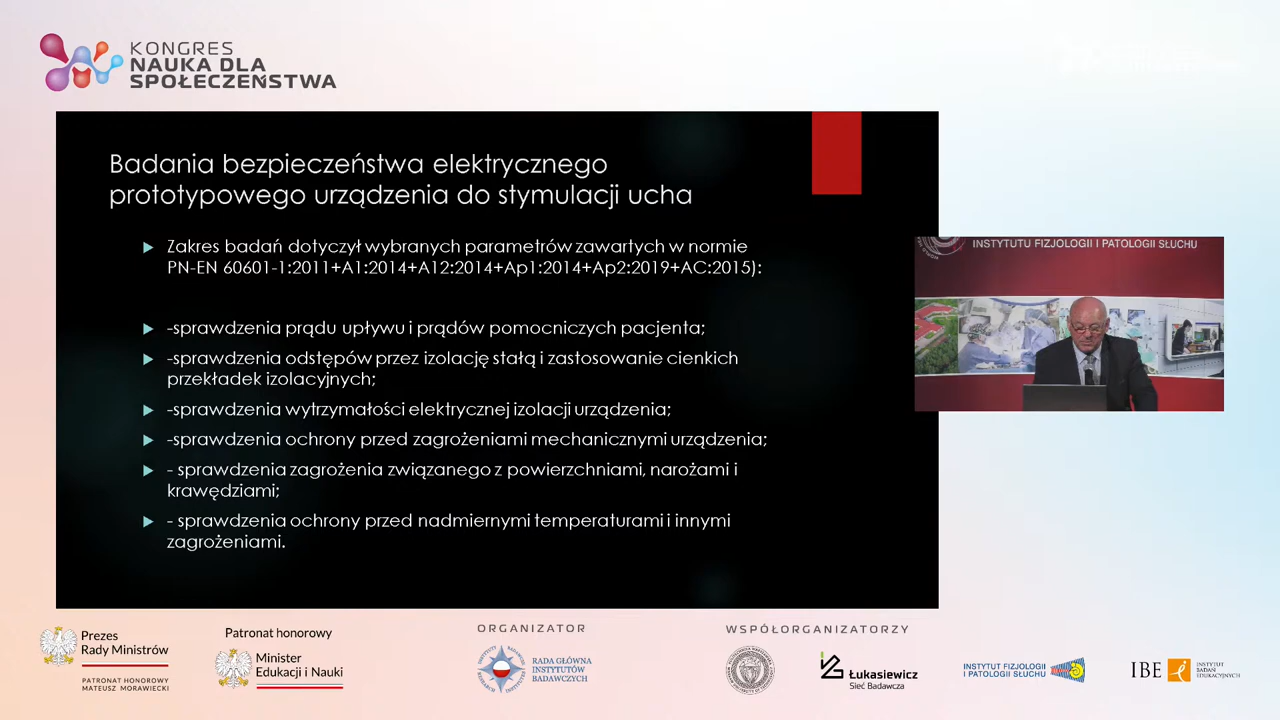 KONGRES
NAUKA DLA
SPOŁECZEŃSTWA
Badania bezpieczeństwa elektrycznego
prototypowego urządzenia do stymulacji ucha
Zakres badań dotyczył wybranych parametrów zawartych w normie
PN-EN 60601-1:2011+A1:2014+A12:2014+Ap1:2014+Ap2:2019+AC:2015):
-sprawdzenia prądu upływu i prądów pomocniczych pacjenta;
-sprawdzenia odstępów przez izolację stałą i zastosowanie cienkich
przekładek izolacyjnych;
-sprawdzenia wytrzymałości elektrycznej izolacji urządzenia;
-sprawdzenia ochrony przed zagrożeniami mechanicznymi urządzenia;
- sprawdzenia zagrożenia związanego z powierzchniami, narożami i
krawędziami;
- sprawdzenia ochrony przed nadmiernymi temperaturami i innymi
zagrożeniami.
INSTYTUTU FIZJOLOGII I PATOLOGII SŁUCHU
Prezes
Rady Ministrów
PATRONAT HONOROWY
MATEUSZ MORAWIECKI
Patronat honorowy
Minister
Edukacji i Nauki
ORGANIZATOR
RADA GŁÓWNA
INSTYTUTÓW
BADAWCZYCH
WSPÓŁORGANIZATORZY
Łukasiewicz
Sieć Badawcza
INSTYTUT FIZJOLOGII
I PATOLOGII SŁUCHU
IBE
INSTYTUT
BADAŃ
EDUKACYJNYCH